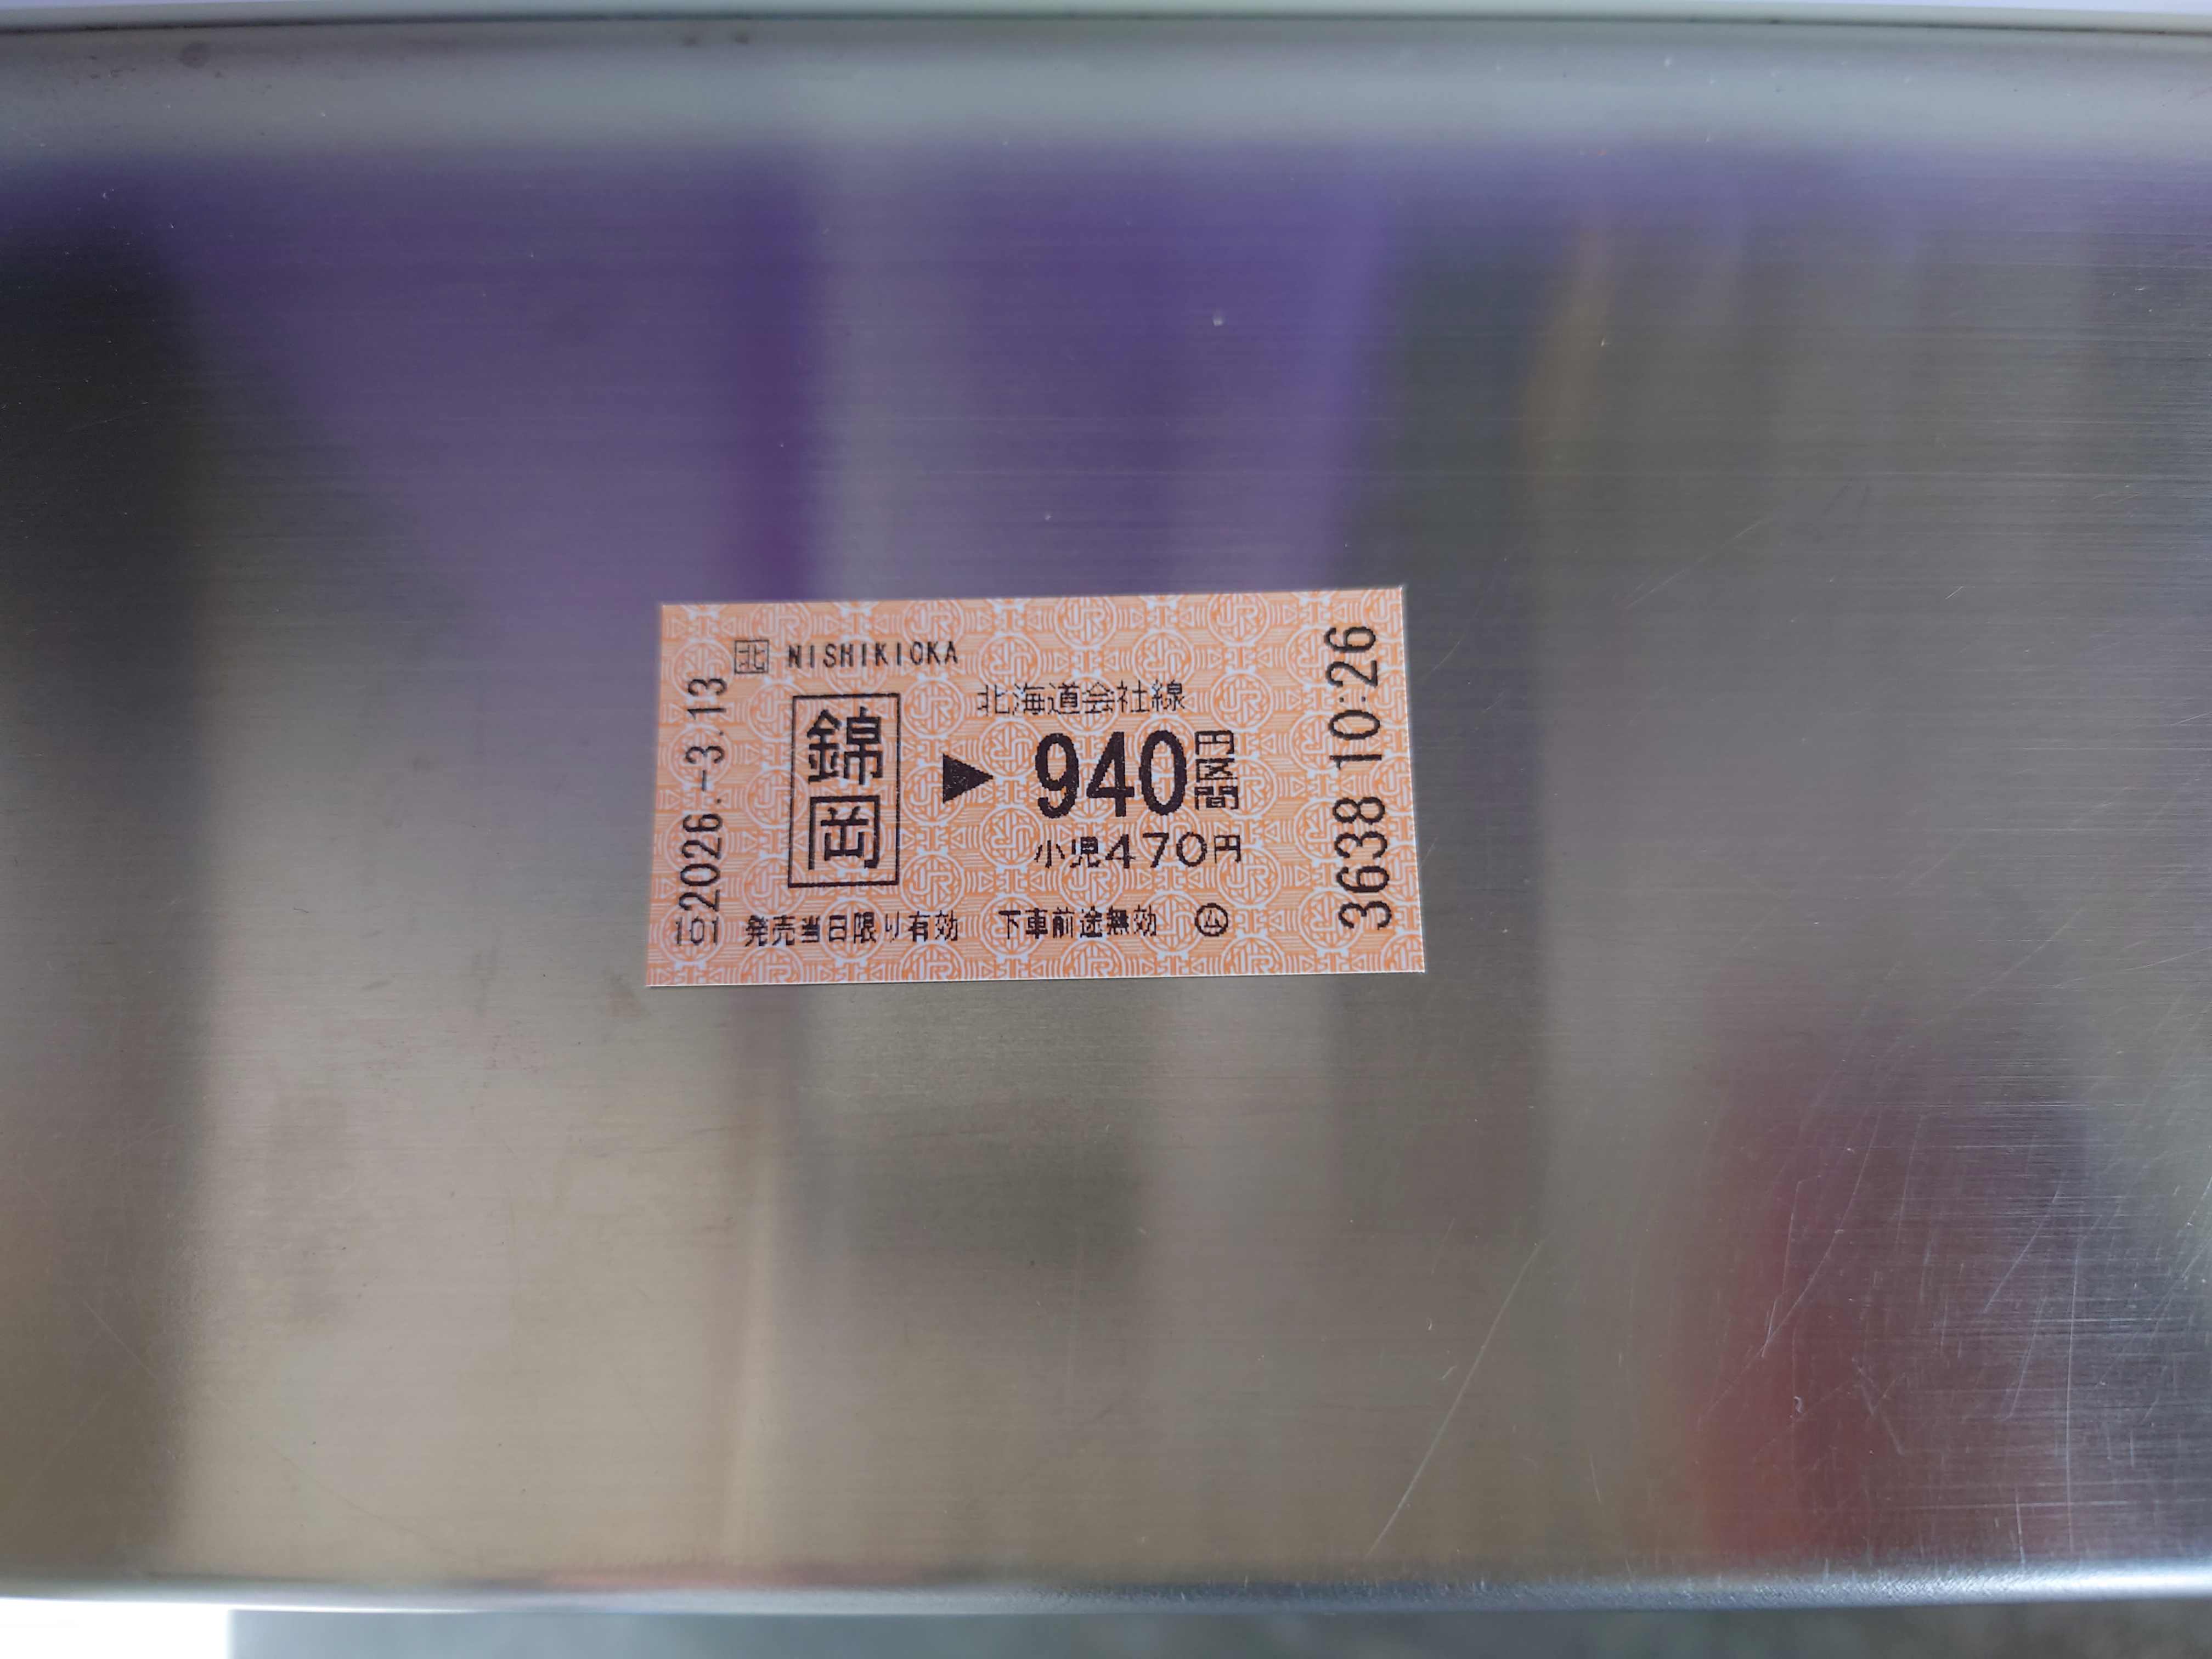 北 NISHIKIOKA
2026.-3.13
錦岡
北海道会社線
▶ 940円区間
小児470円
101 発売当日限り有効 下車前途無効
3638 10:26